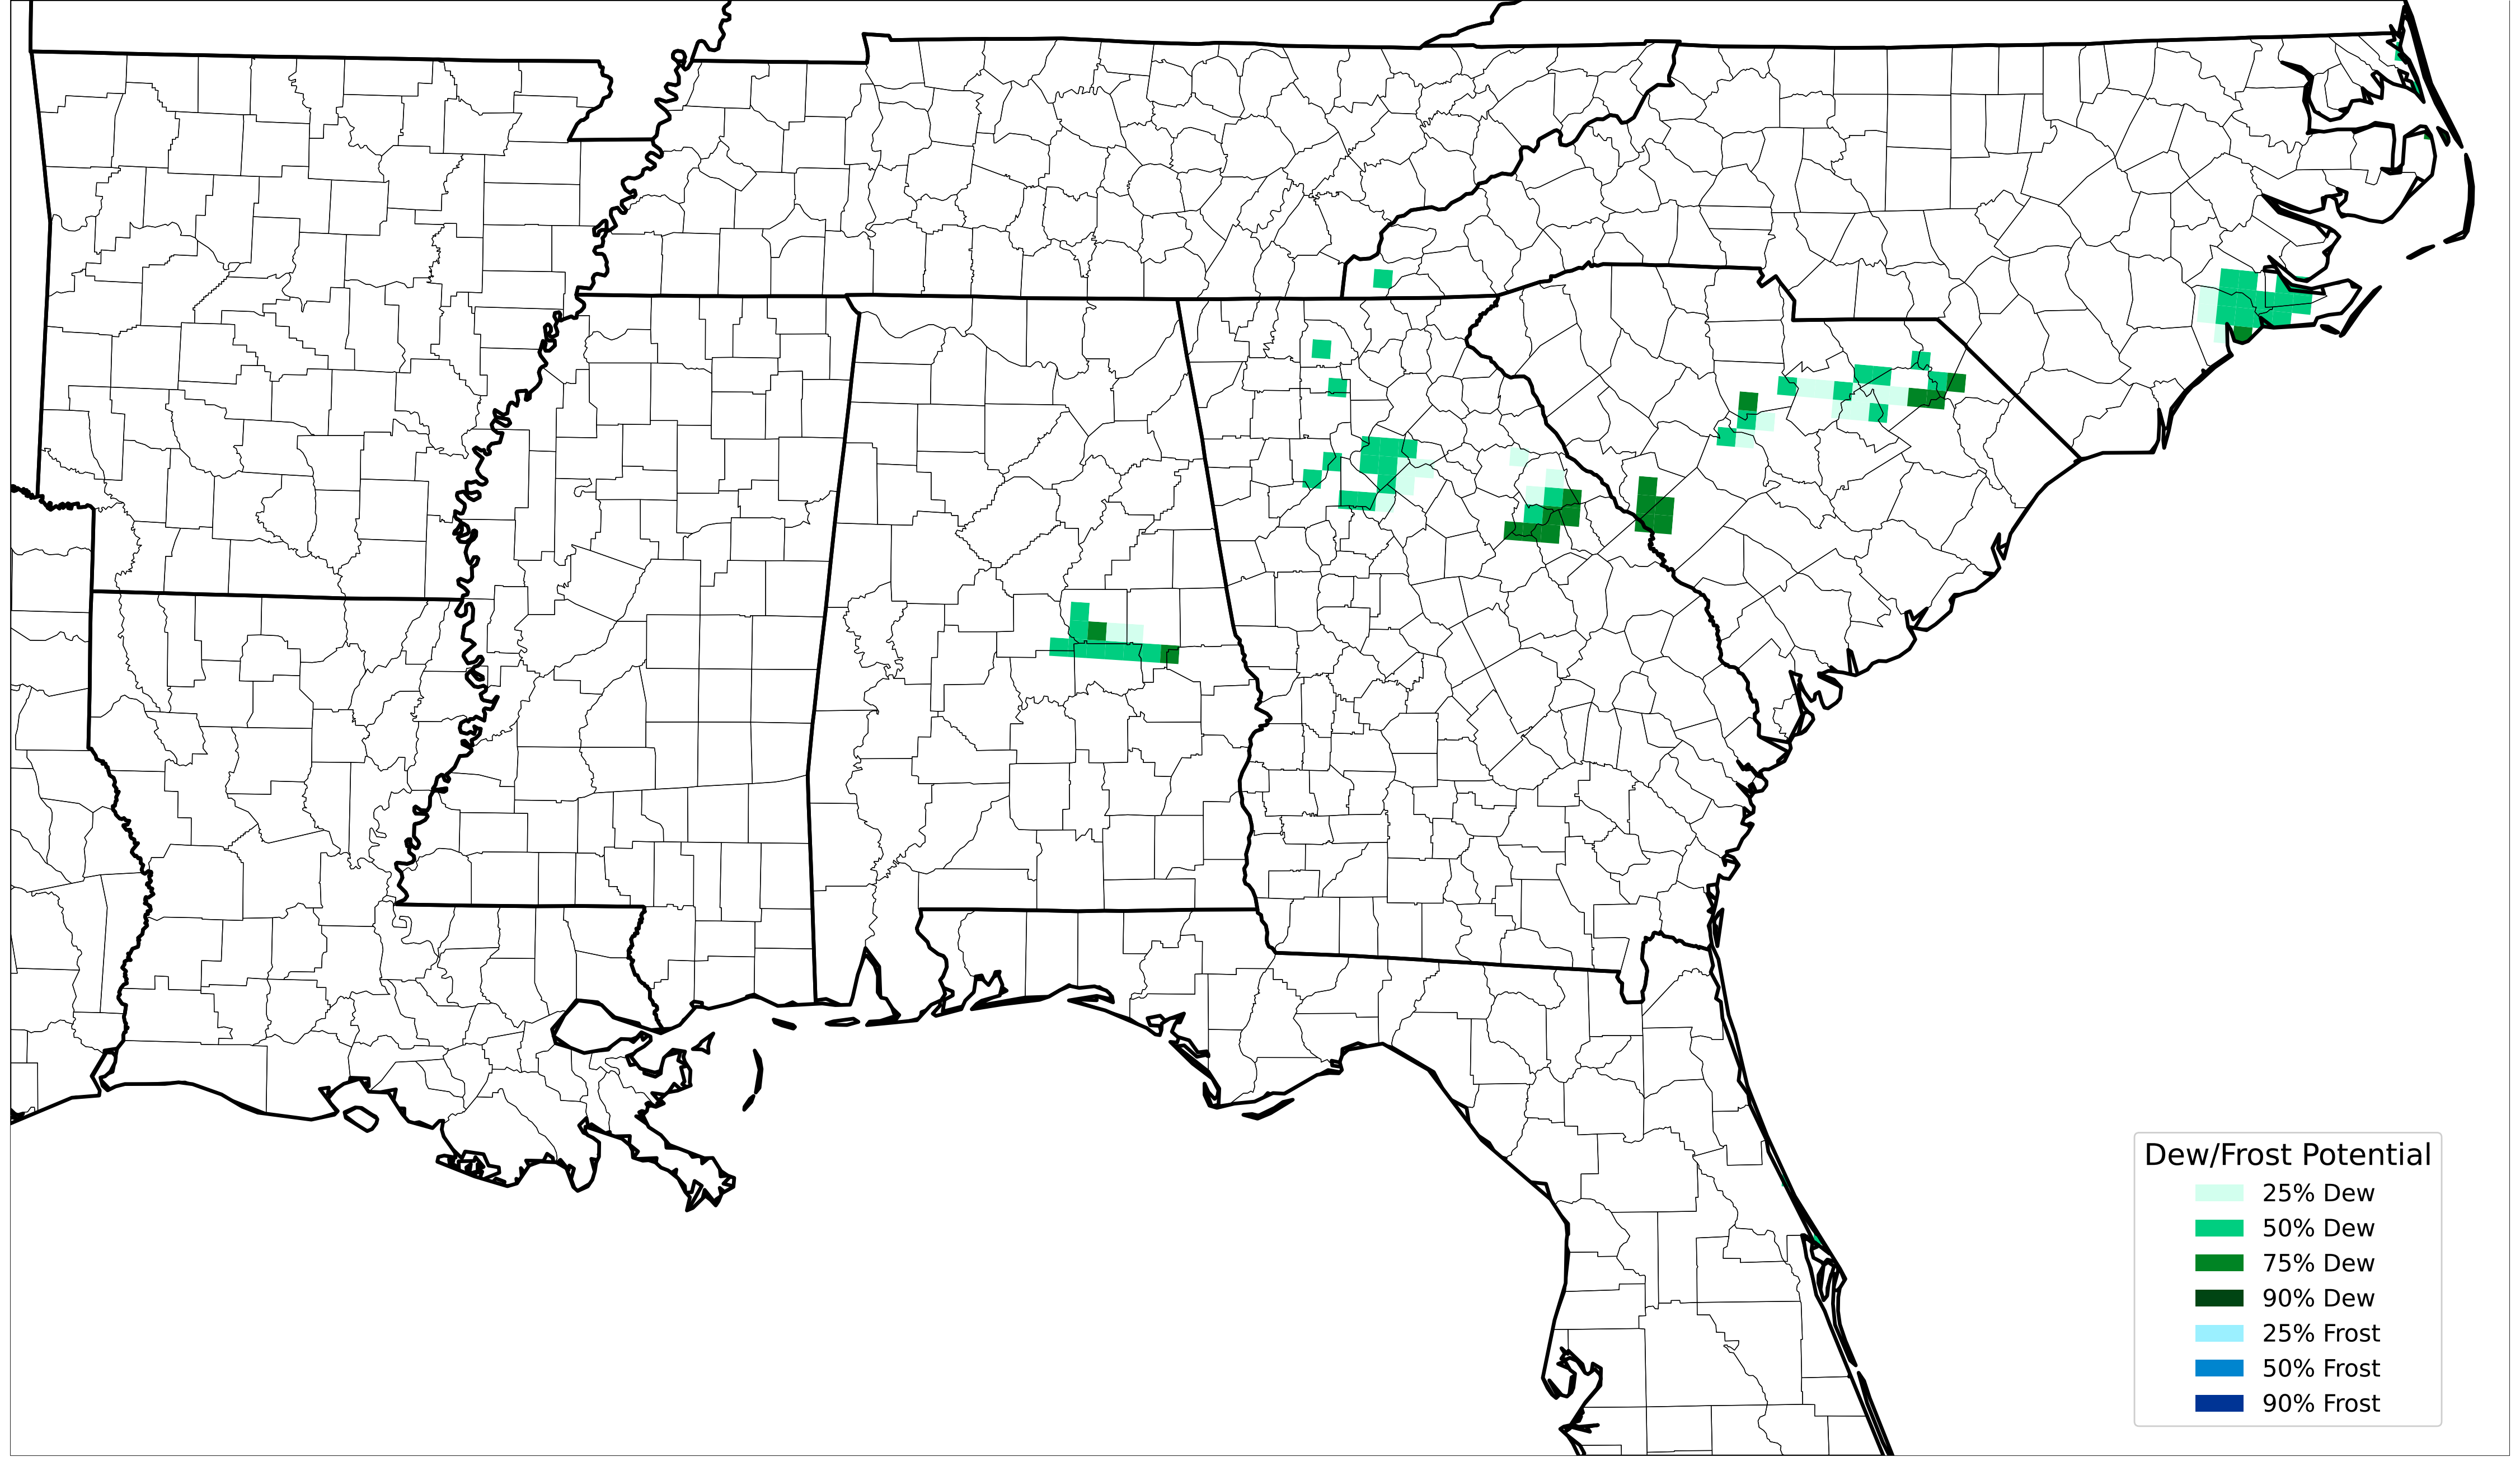 Dew/Frost Potential
25% Dew
50% Dew
75% Dew
90% Dew
25% Frost
50% Frost
90% Frost